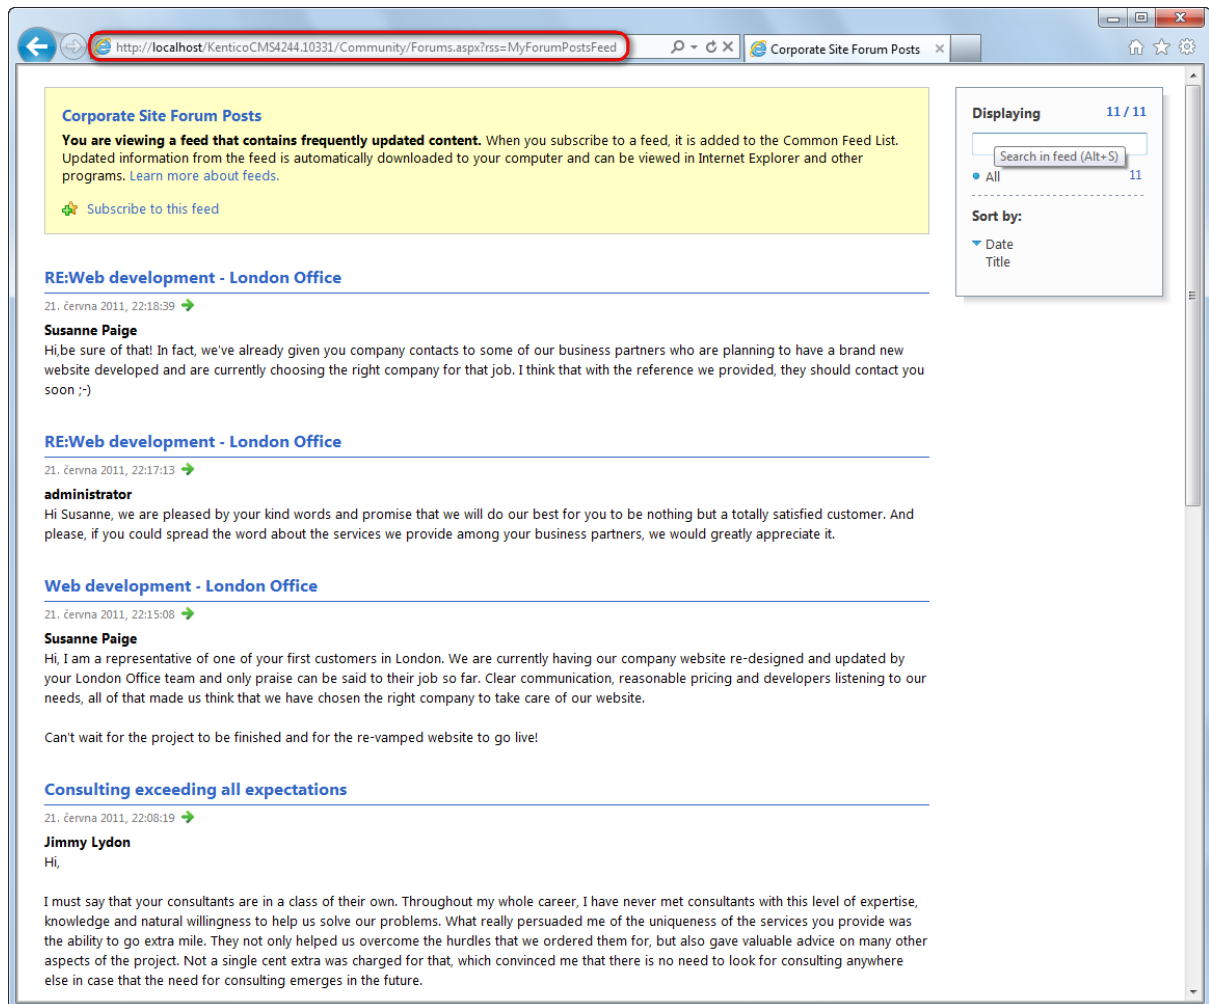 http://localhost/KenticoCMS4244.10331/Community/Forums.aspx?rss=MyForumPostsFeed
Corporate Site Forum Posts
Corporate Site Forum Posts
You are viewing a feed that contains frequently updated content. When you subscribe to a feed, it is added to the Common Feed List.
Updated information from the feed is automatically downloaded to your computer and can be viewed in Internet Explorer and other
programs. Learn more about feeds.
Subscribe to this feed
Displaying 11 / 11
Search in feed (Alt+S)
All 11
Sort by:
Date
Title
RE:Web development - London Office
21. června 2011, 22:18:39
Susanne Paige
Hi,be sure of that! In fact, we've already given you company contacts to some of our business partners who are planning to have a brand new
website developed and are currently choosing the right company for that job. I think that with the reference we provided, they should contact you
soon ;-)
RE:Web development - London Office
21. června 2011, 22:17:13
administrator
Hi Susanne, we are pleased by your kind words and promise that we will do our best for you to be nothing but a totally satisfied customer. And
please, if you could spread the word about the services we provide among your business partners, we would greatly appreciate it.
Web development - London Office
21. června 2011, 22:15:08
Susanne Paige
Hi, I am a representative of one of your first customers in London. We are currently having our company website re-designed and updated by
your London Office team and only praise can be said to their job so far. Clear communication, reasonable pricing and developers listening to our
needs, all of that made us think that we have chosen the right company to take care of our website.
Can't wait for the project to be finished and for the re-vamped website to go live!
Consulting exceeding all expectations
21. června 2011, 22:08:19
Jimmy Lydon
Hi,
I must say that your consultants are in a class of their own. Throughout my whole career, I have never met consultants with this level of expertise,
knowledge and natural willingness to help us solve our problems. What really persuaded me of the uniqueness of the services you provide was
the ability to go extra mile. They not only helped us overcome the hurdles that we ordered them for, but also gave valuable advice on many other
aspects of the project. Not a single cent extra was charged for that, which convinced me that there is no need to look for consulting anywhere
else in case that the need for consulting emerges in the future.